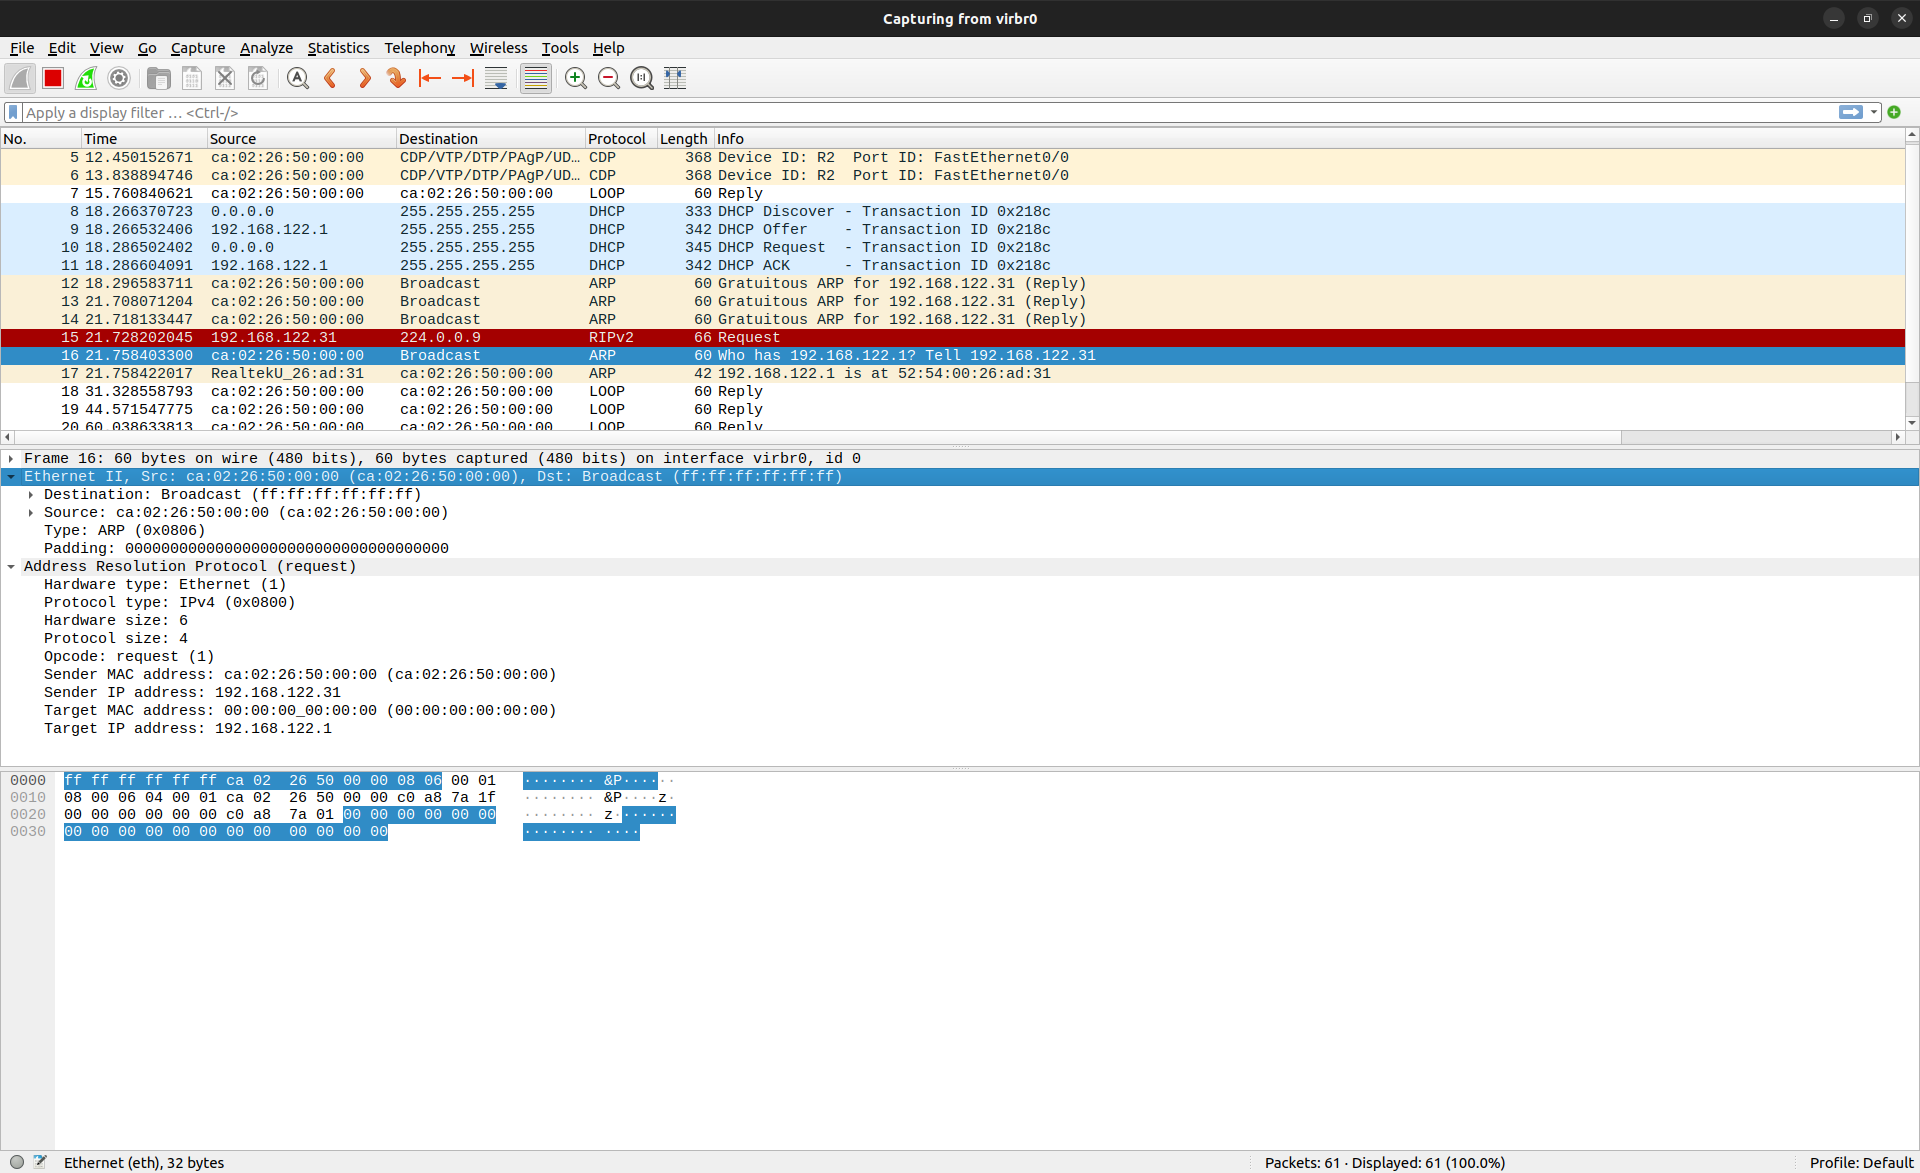 Capturing from virbr0
File Edit View Go Capture Analyze Statistics Telephony Wireless Tools Help
Apply a display filter … <Ctrl-/>
No. Time Source Destination Protocol Length Info
5 12.450152671 ca:02:26:50:00:00 CDP/VTP/DTP/PAgP/UD… CDP 368 Device ID: R2 Port ID: FastEthernet0/0
6 13.838894746 ca:02:26:50:00:00 CDP/VTP/DTP/PAgP/UD… CDP 368 Device ID: R2 Port ID: FastEthernet0/0
7 15.760840621 ca:02:26:50:00:00 ca:02:26:50:00:00 LOOP 60 Reply
8 18.266370723 0.0.0.0 255.255.255.255 DHCP 333 DHCP Discover - Transaction ID 0x218c
9 18.266532406 192.168.122.1 255.255.255.255 DHCP 342 DHCP Offer - Transaction ID 0x218c
10 18.286502402 0.0.0.0 255.255.255.255 DHCP 345 DHCP Request - Transaction ID 0x218c
11 18.286604091 192.168.122.1 255.255.255.255 DHCP 342 DHCP ACK - Transaction ID 0x218c
12 18.296583711 ca:02:26:50:00:00 Broadcast ARP 60 Gratuitous ARP for 192.168.122.31 (Reply)
13 21.708071204 ca:02:26:50:00:00 Broadcast ARP 60 Gratuitous ARP for 192.168.122.31 (Reply)
14 21.718133447 ca:02:26:50:00:00 Broadcast ARP 60 Gratuitous ARP for 192.168.122.31 (Reply)
15 21.728202045 192.168.122.31 224.0.0.9 RIPv2 66 Request
16 21.758403300 ca:02:26:50:00:00 Broadcast ARP 60 Who has 192.168.122.1? Tell 192.168.122.31
17 21.758422017 RealtekU_26:ad:31 ca:02:26:50:00:00 ARP 42 192.168.122.1 is at 52:54:00:26:ad:31
18 31.328558793 ca:02:26:50:00:00 ca:02:26:50:00:00 LOOP 60 Reply
19 44.571547775 ca:02:26:50:00:00 ca:02:26:50:00:00 LOOP 60 Reply
20 60.038633813 ca:02:26:50:00:00 ca:02:26:50:00:00 LOOP 60 Reply
Frame 16: 60 bytes on wire (480 bits), 60 bytes captured (480 bits) on interface virbr0, id 0
Ethernet II, Src: ca:02:26:50:00:00 (ca:02:26:50:00:00), Dst: Broadcast (ff:ff:ff:ff:ff:ff)
Destination: Broadcast (ff:ff:ff:ff:ff:ff)
Source: ca:02:26:50:00:00 (ca:02:26:50:00:00)
Type: ARP (0x0806)
Padding: 000000000000000000000000000000000000
Address Resolution Protocol (request)
Hardware type: Ethernet (1)
Protocol type: IPv4 (0x0800)
Hardware size: 6
Protocol size: 4
Opcode: request (1)
Sender MAC address: ca:02:26:50:00:00 (ca:02:26:50:00:00)
Sender IP address: 192.168.122.31
Target MAC address: 00:00:00_00:00:00 (00:00:00:00:00:00)
Target IP address: 192.168.122.1
0000 ff ff ff ff ff ff ca 02 26 50 00 00 08 06 00 01 ········ &P······
0010 08 00 06 04 00 01 ca 02 26 50 00 00 c0 a8 7a 1f ········ &P····z·
0020 00 00 00 00 00 00 c0 a8 7a 01 00 00 00 00 00 00 ········ z·······
0030 00 00 00 00 00 00 00 00 00 00 00 00 ········ ····
Ethernet (eth), 32 bytes Packets: 61 · Displayed: 61 (100.0%) Profile: Default